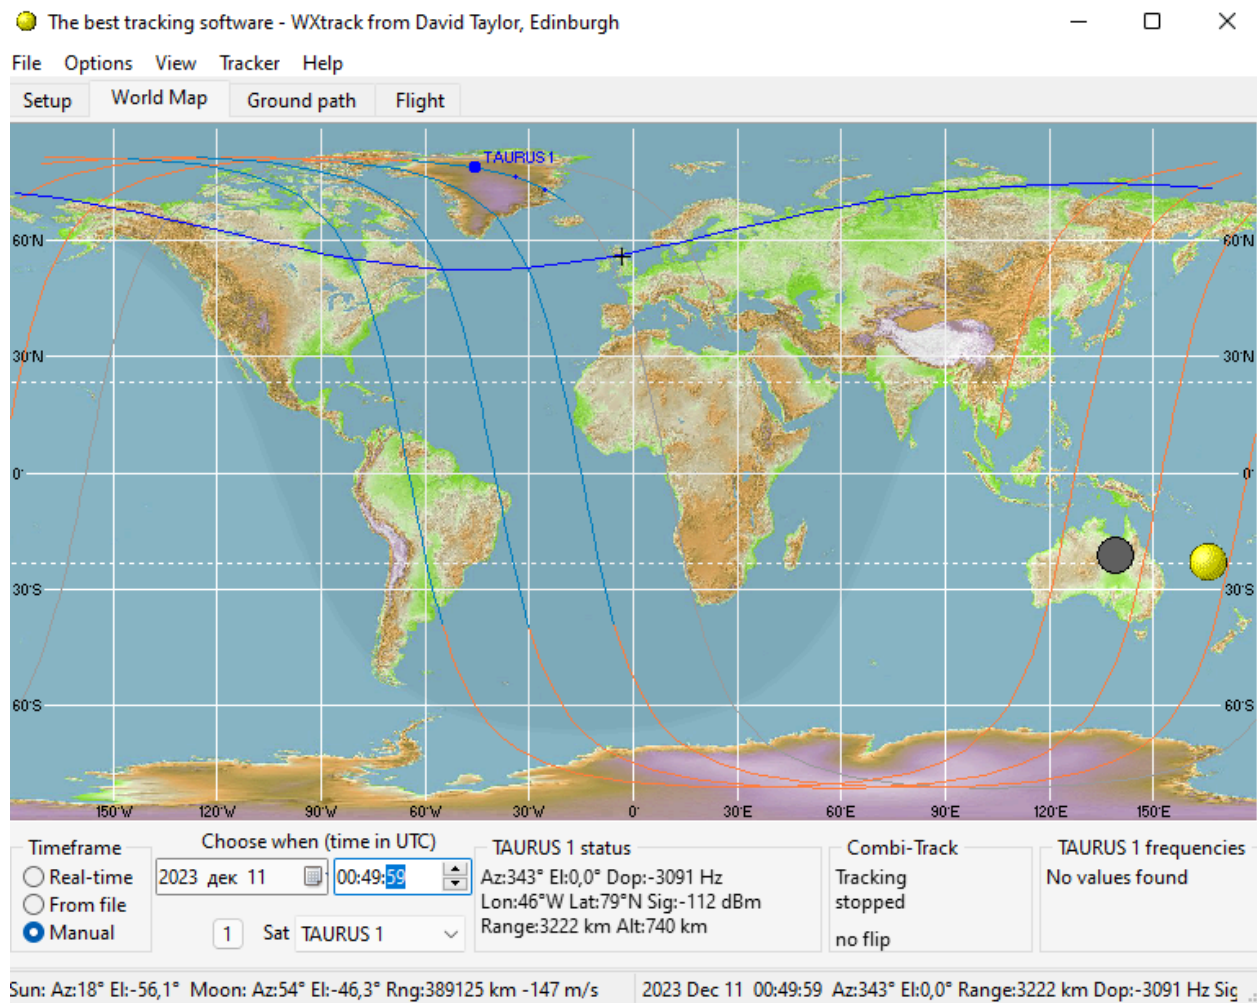 The best tracking software - WXtrack from David Taylor, Edinburgh
File Options View Tracker Help
Setup World Map Ground path Flight
TAURUS 1
60°N 60°N
30°N 30°N
0° 0°
30°S 30°S
60°S 60°S
150°W 120°W 90°W 60°W 30°W 0° 30°E 60°E 90°E 120°E 150°E
Timeframe
Real-time
From file
Manual
Choose when (time in UTC)
2023 дек 11 00:49:59
1 Sat TAURUS 1
TAURUS 1 status
Az:343° El:0,0° Dop:-3091 Hz
Lon:46°W Lat:79°N Sig:-112 dBm
Range:3222 km Alt:740 km
Combi-Track
Tracking
stopped
no flip
TAURUS 1 frequencies
No values found
Sun: Az:18° El:-56,1° Moon: Az:54° El:-46,3° Rng:389125 km -147 m/s
2023 Dec 11 00:49:59 Az:343° El:0,0° Range:3222 km Dop:-3091 Hz Sig